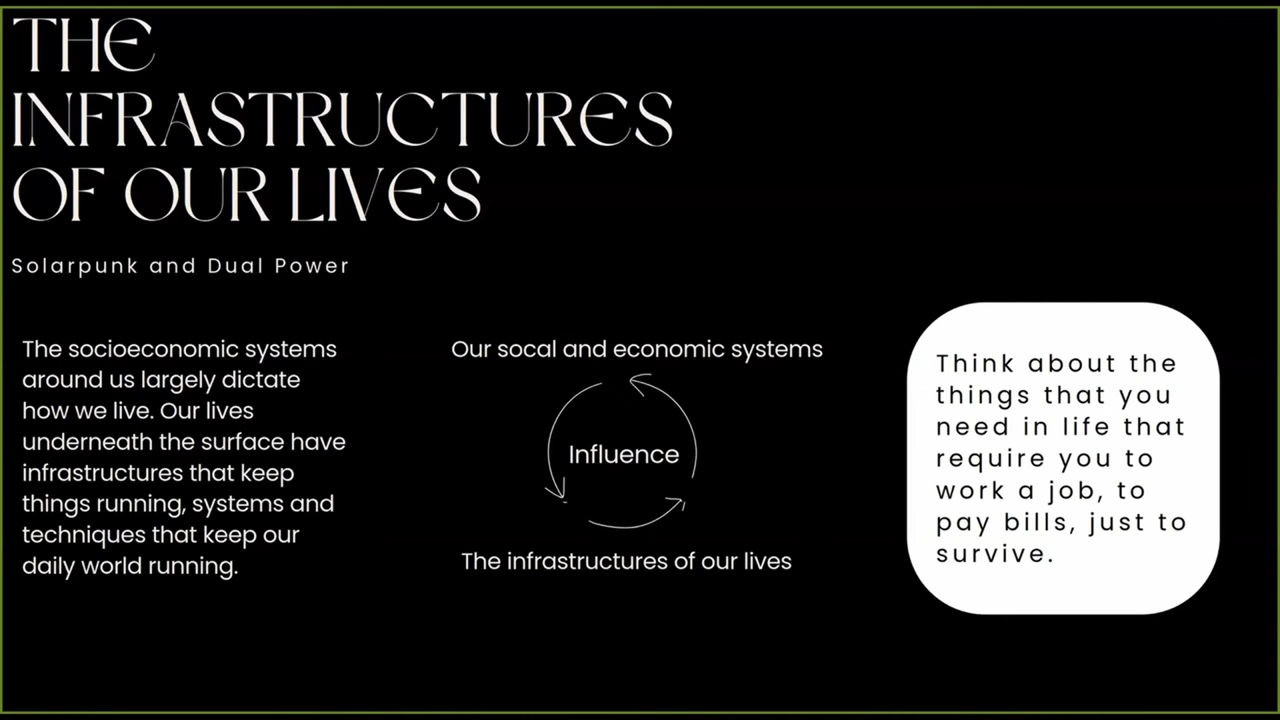 THE
INFRASTRUCTURES
OF OUR LIVES
Solarpunk and Dual Power
The socioeconomic systems
around us largely dictate
how we live. Our lives
underneath the surface have
infrastructures that keep
things running, systems and
techniques that keep our
daily world running.
Our socal and economic systems
Influence
The infrastructures of our lives
Think about the
things that you
need in life that
require you to
work a job, to
pay bills, just to
survive.